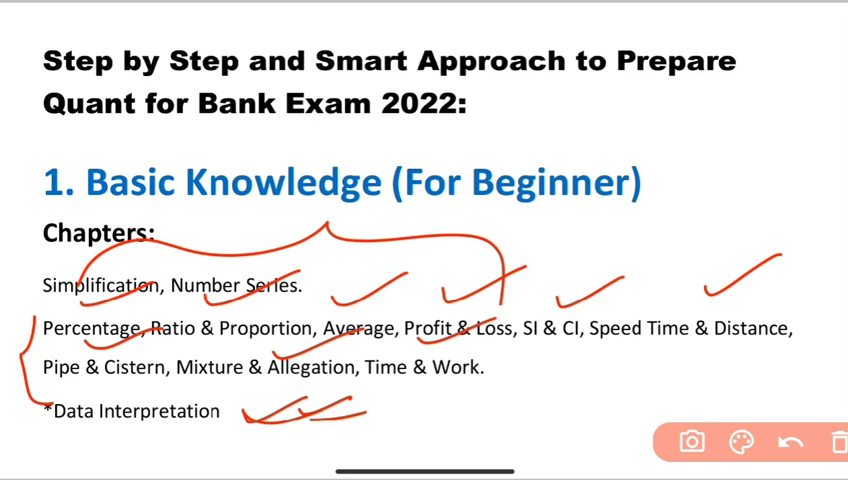 Step by Step and Smart Approach to Prepare
Quant for Bank Exam 2022:
1. Basic Knowledge (For Beginner)
Chapters:
Simplification, Number Series.
Percentage, Ratio & Proportion, Average, Profit & Loss, SI & CI, Speed Time & Distance,
Pipe & Cistern, Mixture & Allegation, Time & Work.
*Data Interpretation